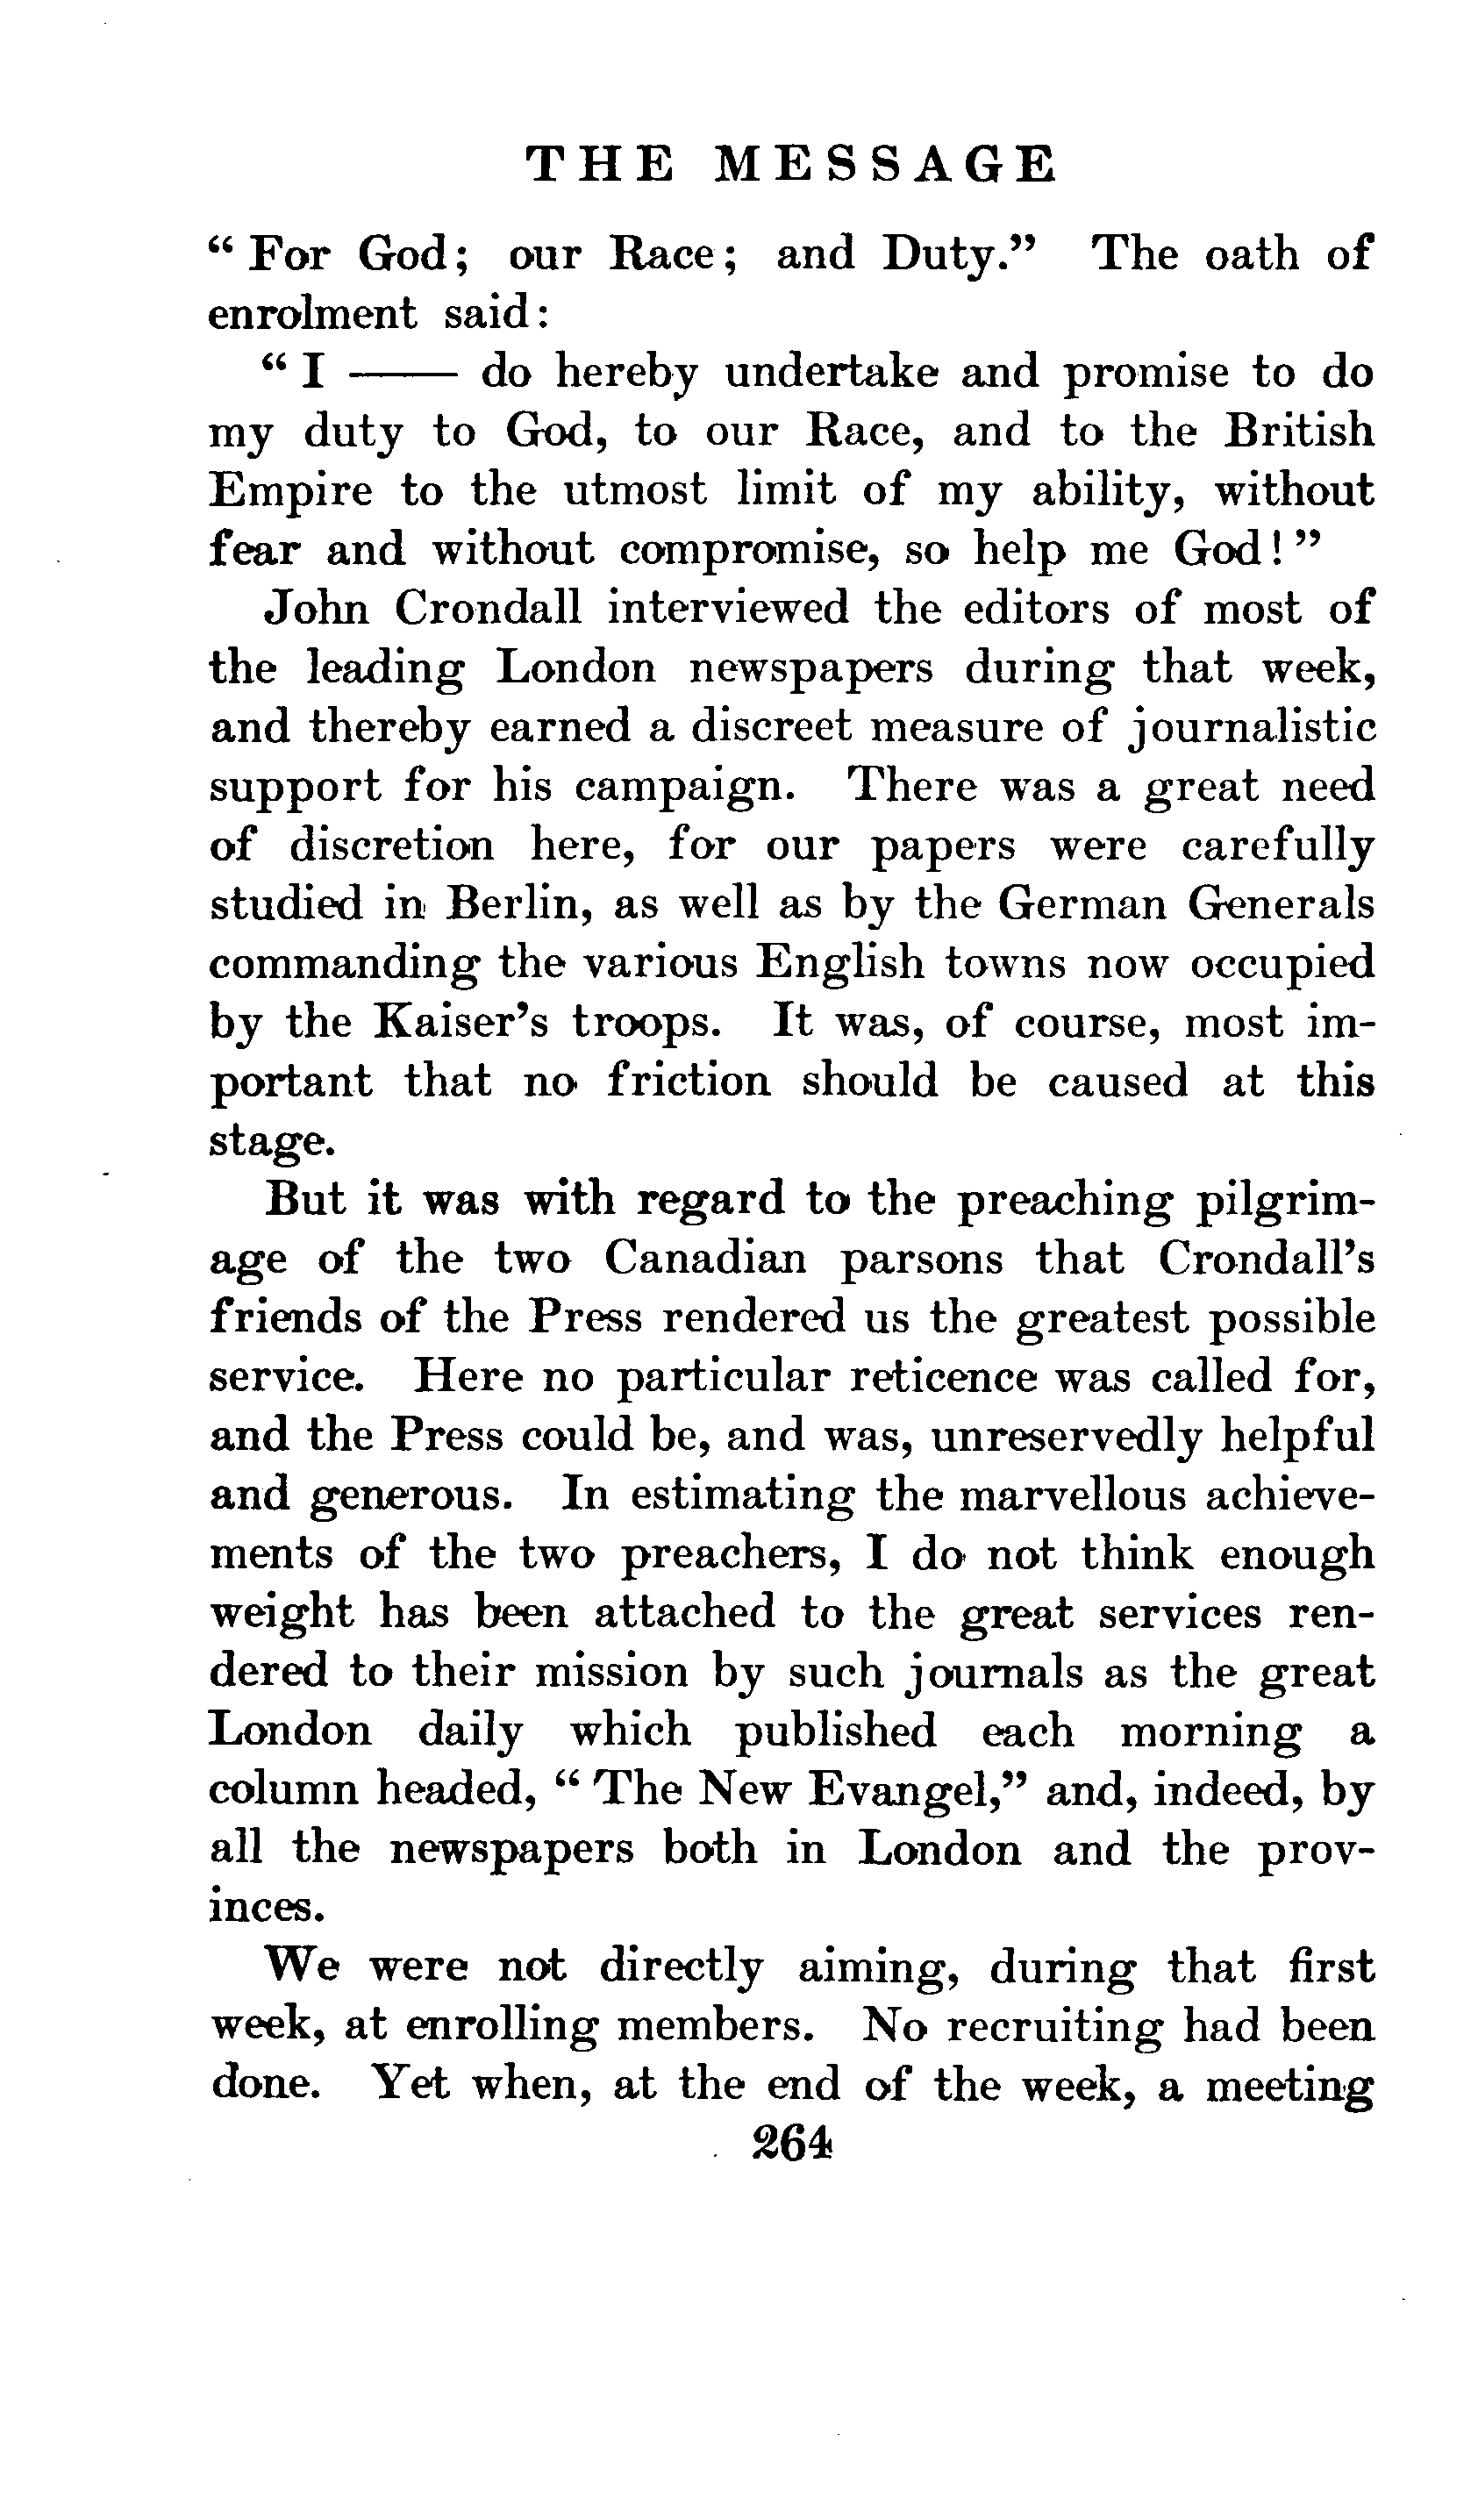 THE MESSAGE
“ For God; our Race; and Duty.” The oath of
enrolment said:
“ I —— do hereby undertake and promise to do
my duty to God, to our Race, and to the British
Empire to the utmost limit of my ability, without
fear and without compromise, so help me God! ”
John Crondall interviewed the editors of most of
the leading London newspapers during that week,
and thereby earned a discreet measure of journalistic
support for his campaign. There was a great need
of discretion here, for our papers were carefully
studied in Berlin, as well as by the German Generals
commanding the various English towns now occupied
by the Kaiser’s troops. It was, of course, most im-
portant that no friction should be caused at this
stage.
But it was with regard to the preaching pilgrim-
age of the two Canadian parsons that Crondall’s
friends of the Press rendered us the greatest possible
service. Here no particular reticence was called for,
and the Press could be, and was, unreservedly helpful
and generous. In estimating the marvellous achieve-
ments of the two preachers, I do not think enough
weight has been attached to the great services ren-
dered to their mission by such journals as the great
London daily which published each morning a
column headed, “ The New Evangel,” and, indeed, by
all the newspapers both in London and the prov-
inces.
We were not directly aiming, during that first
week, at enrolling members. No recruiting had been
done. Yet when, at the end of the week, a meeting
264